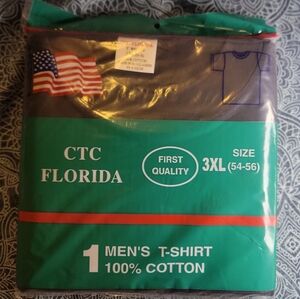 CTC
FLORIDA
FIRST
QUALITY
3XL
SIZE
(54-56)
1
MEN'S T-SHIRT
100% COTTON